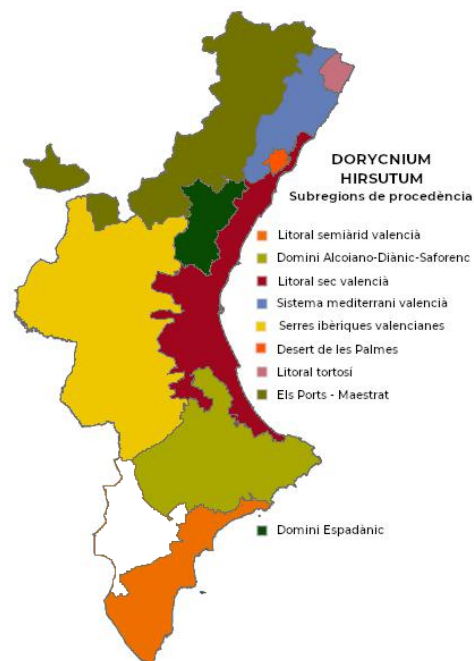 DORYCNIUM
HIRSUTUM
Subregions de procedència
Litoral semiàrid valencià
Domini Alcoiano-Diànic-Saforenc
Litoral sec valencià
Sistema mediterrani valencià
Serres ibèriques valencianes
Desert de les Palmes
Litoral tortosí
Els Ports - Maestrat
Domini Espadànic